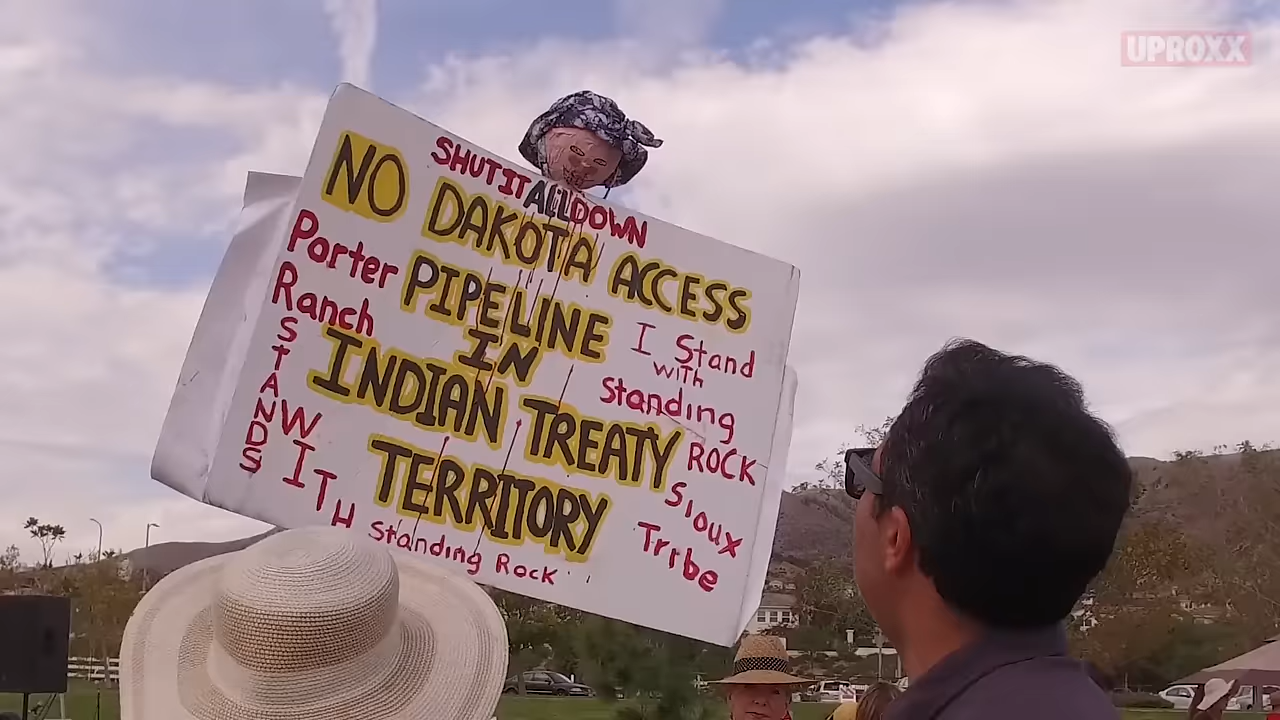 UPROXX
SHUT IT ALL DOWN
NO DAKOTA ACCESS
PIPELINE
IN
INDIAN TREATY
TERRITORY
Porter
Ranch
STANDS
WITH
Standing Rock
I Stand
with
Standing
ROCK
Sioux
Tribe